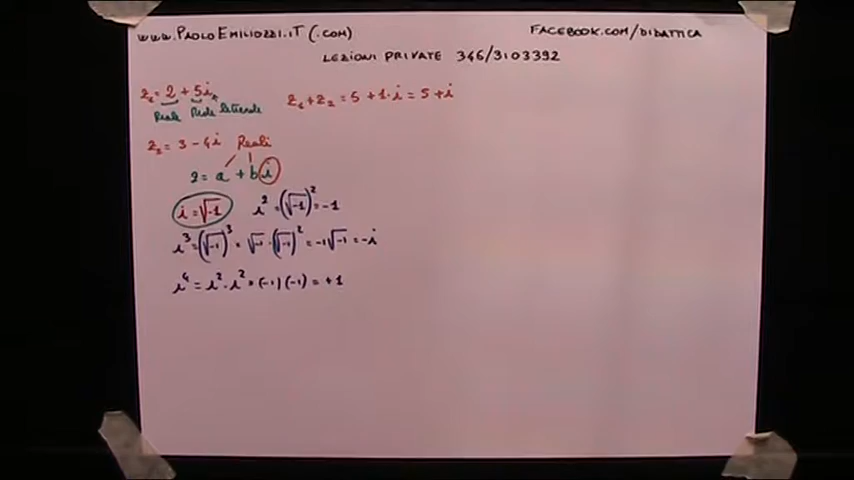 www.PaoloEmiliozzi.it (.com)
facebook.com/didattica
Lezioni private 346/3103392
z₁ = 2 + 5i
z₁+z₂ = 5 + 1·i = 5 + i
Reale Reale
z₂ = 3 - 4i Reali
z = a + bi
i = √-1 i² = (√-1)² = -1
i³ = (√-1)³ = √-1 · (√-1)² = -1√-1 = -i
i⁴ = i² · i² = (-1)(-1) = +1